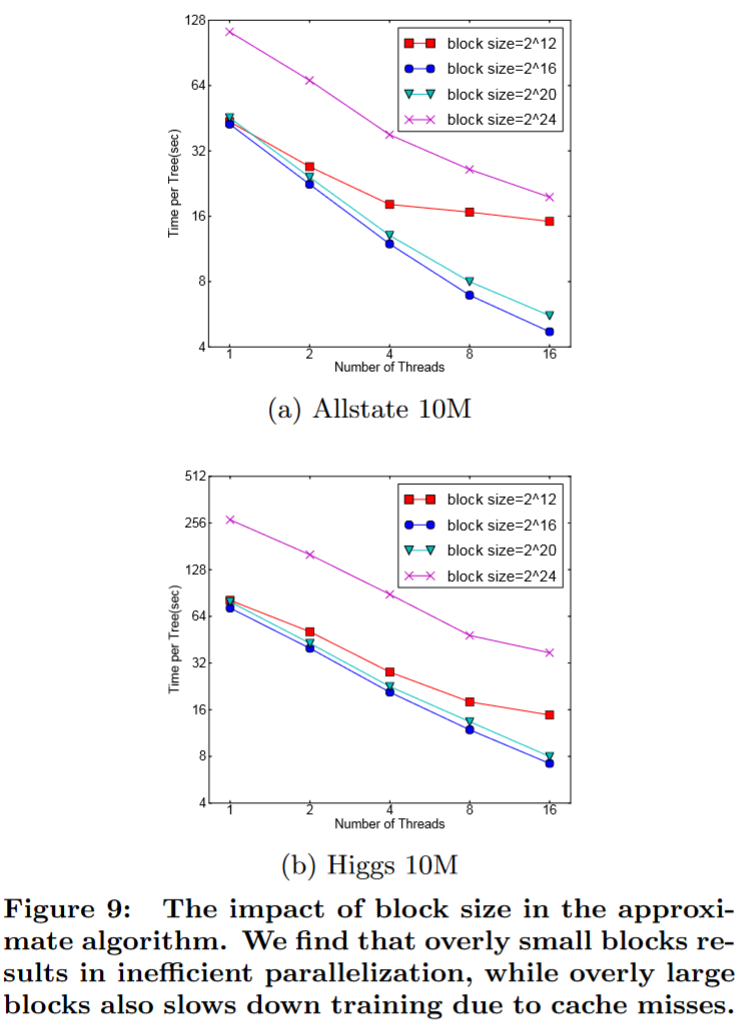 128
64
32
16
8
4
Time per Tree(sec)
block size=2^12
block size=2^16
block size=2^20
block size=2^24
1 2 4 8 16
Number of Threads
(a) Allstate 10M
512
256
128
64
32
16
8
4
Time per Tree(sec)
block size=2^12
block size=2^16
block size=2^20
block size=2^24
1 2 4 8 16
Number of Threads
(b) Higgs 10M
Figure 9: The impact of block size in the approxi-
mate algorithm. We find that overly small blocks re-
sults in inefficient parallelization, while overly large
blocks also slows down training due to cache misses.